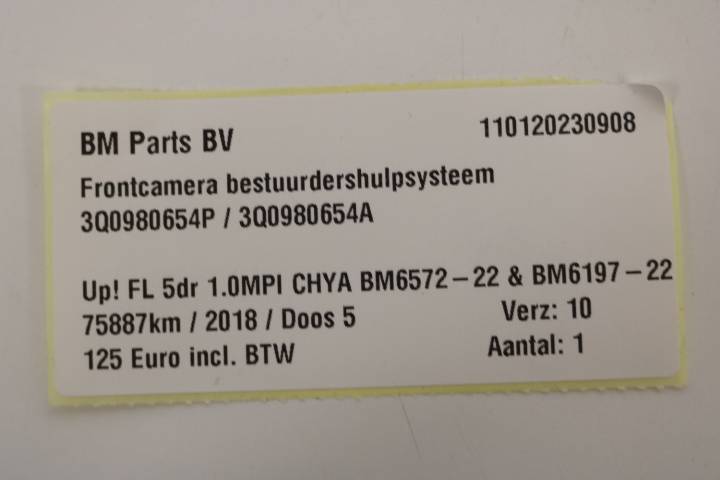 BM Parts BV 110120230908
Frontcamera bestuurdershulpsysteem
3Q0980654P / 3Q0980654A
Up! FL 5dr 1.0MPI CHYA BM6572-22 & BM6197-22
75887km / 2018 / Doos 5 Verz: 10
125 Euro incl. BTW Aantal: 1